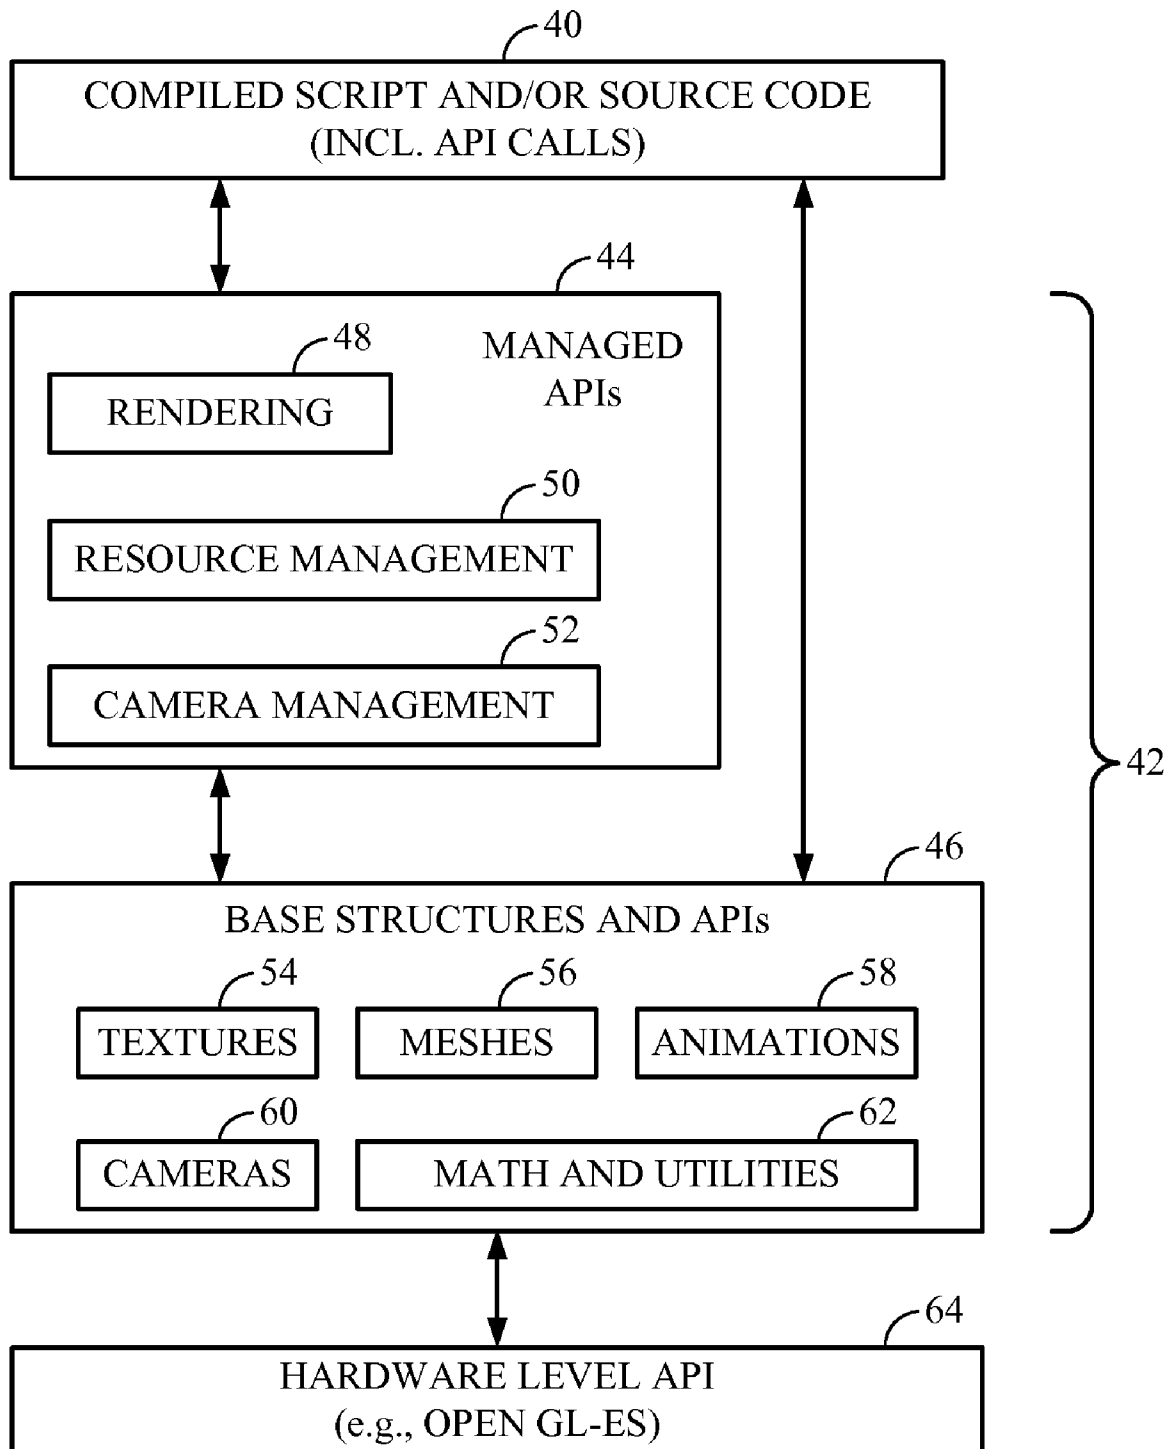 40
COMPILED SCRIPT AND/OR SOURCE CODE
(INCL. API CALLS)
44
MANAGED
APIs
48
RENDERING
50
RESOURCE MANAGEMENT
52
CAMERA MANAGEMENT
42
46
BASE STRUCTURES AND APIs
54
TEXTURES
56
MESHES
58
ANIMATIONS
60
CAMERAS
62
MATH AND UTILITIES
64
HARDWARE LEVEL API
(e.g., OPEN GL-ES)